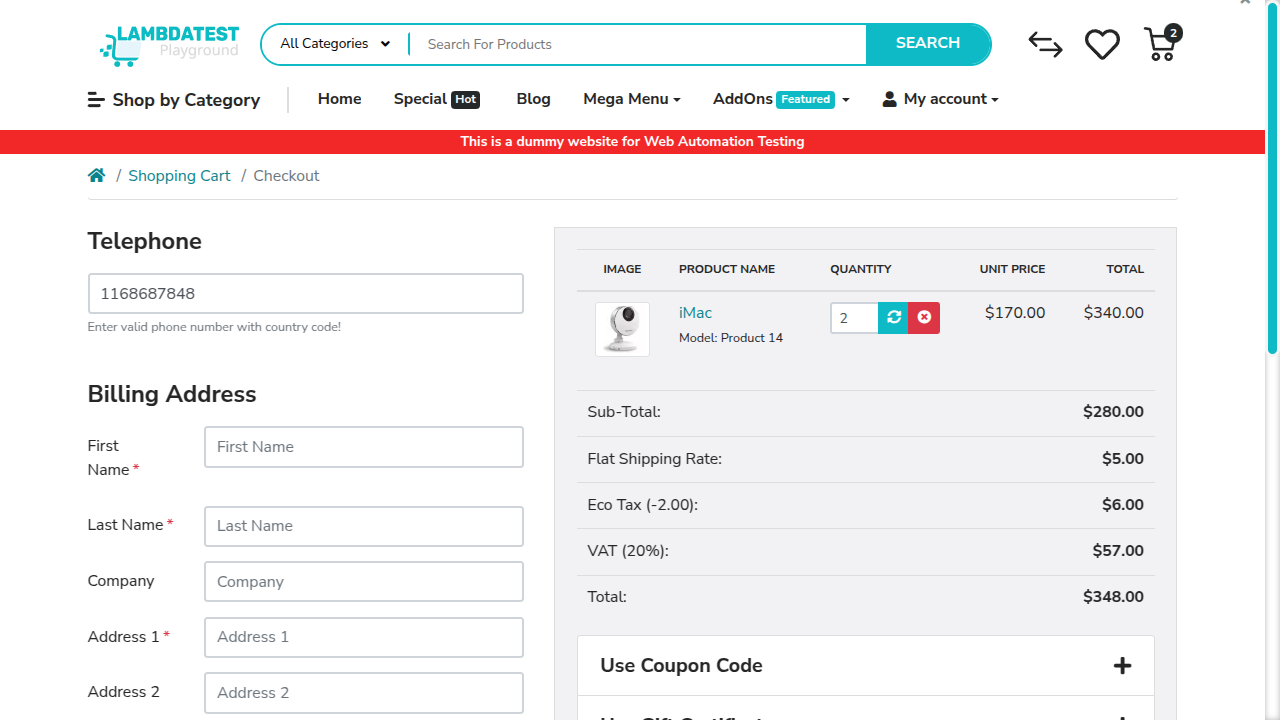 LAMBDATEST
Playground
All Categories
Search For Products
SEARCH
2
Shop by Category
Home
Special Hot
Blog
Mega Menu
AddOns Featured
My account
This is a dummy website for Web Automation Testing
/ Shopping Cart / Checkout
Telephone
1168687848
Enter valid phone number with country code!
Billing Address
First Name * First Name
Last Name * Last Name
Company Company
Address 1 * Address 1
Address 2 Address 2
IMAGE PRODUCT NAME QUANTITY UNIT PRICE TOTAL
iMac 2 $170.00 $340.00
Model: Product 14
Sub-Total: $280.00
Flat Shipping Rate: $5.00
Eco Tax (-2.00): $6.00
VAT (20%): $57.00
Total: $348.00
Use Coupon Code